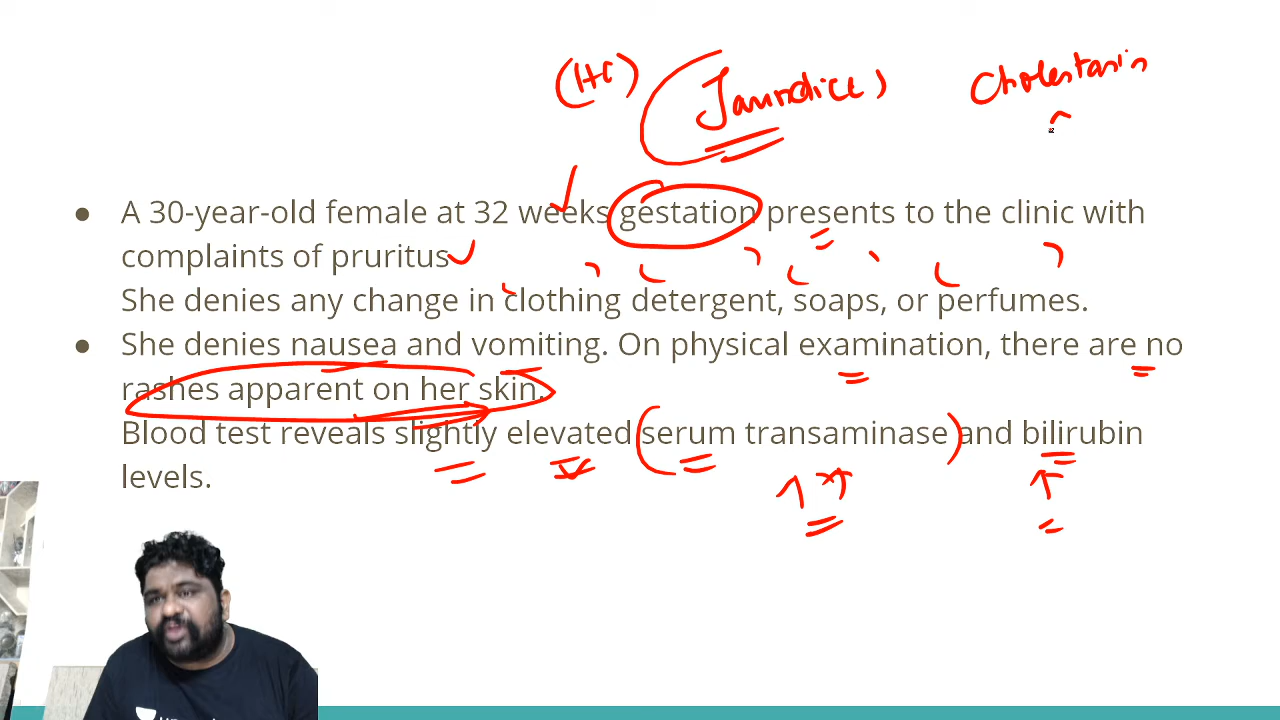 (HC) Jaundice) Cholestasis
● A 30-year-old female at 32 weeks gestation presents to the clinic with
complaints of pruritus
She denies any change in clothing detergent, soaps, or perfumes.
● She denies nausea and vomiting. On physical examination, there are no
rashes apparent on her skin.
Blood test reveals slightly elevated serum transaminase and bilirubin
levels.